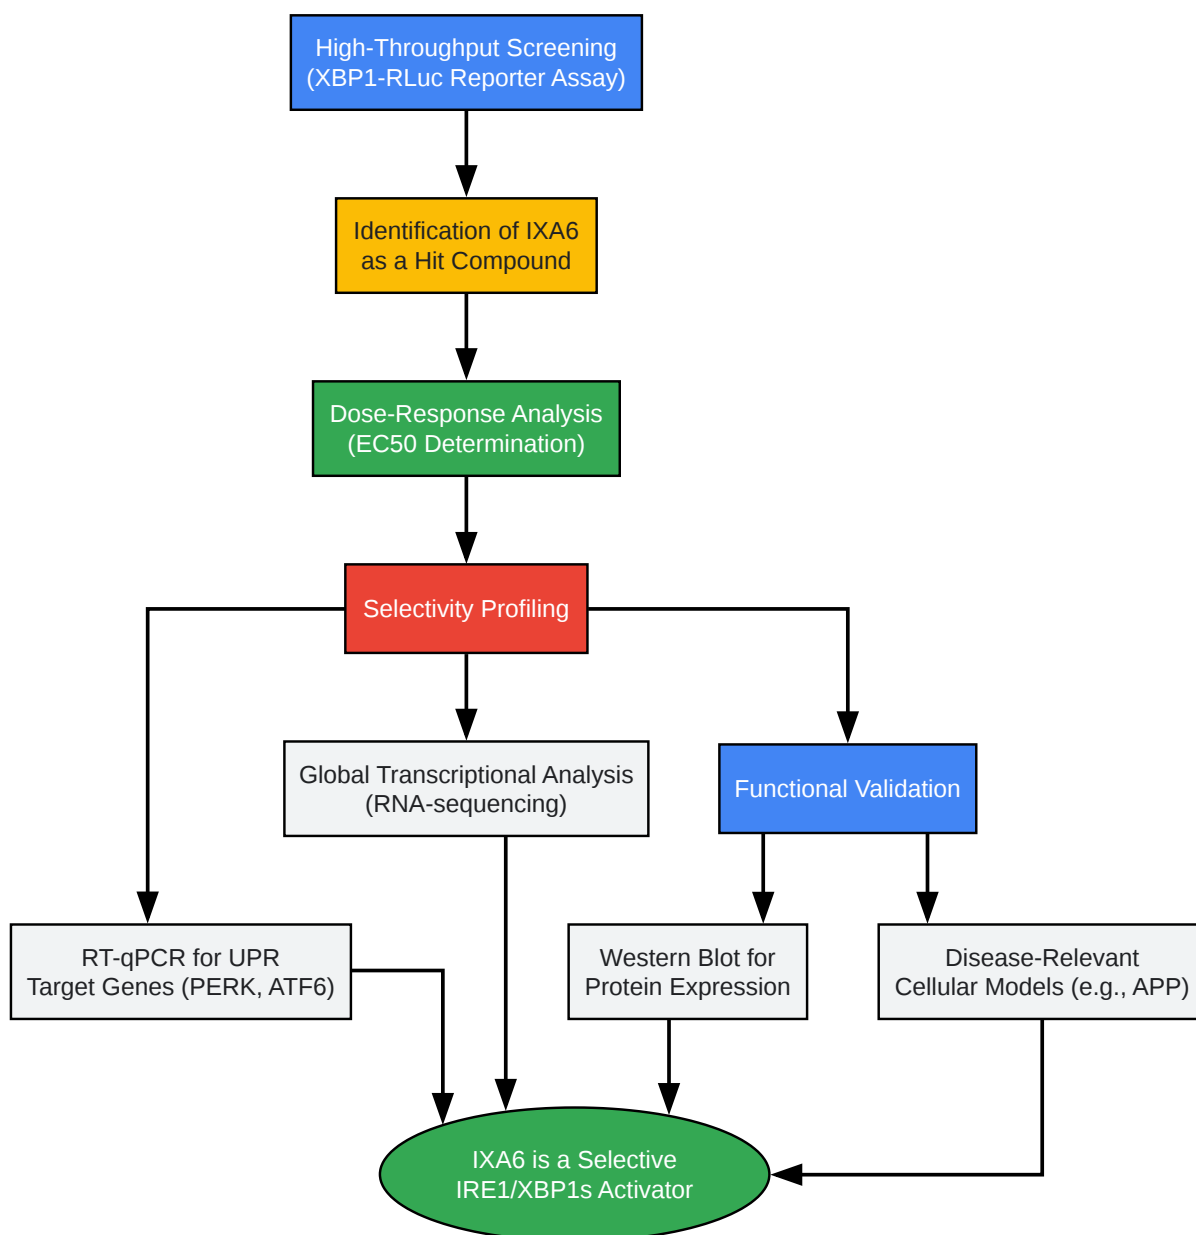 High-Throughput Screening
(XBP1-RLuc Reporter Assay)
Identification of IXA6
as a Hit Compound
Dose-Response Analysis
(EC50 Determination)
Selectivity Profiling
Global Transcriptional Analysis
(RNA-sequencing)
Functional Validation
RT-qPCR for UPR
Target Genes (PERK, ATF6)
Western Blot for
Protein Expression
Disease-Relevant
Cellular Models (e.g., APP)
IXA6 is a Selective
IRE1/XBP1s Activator